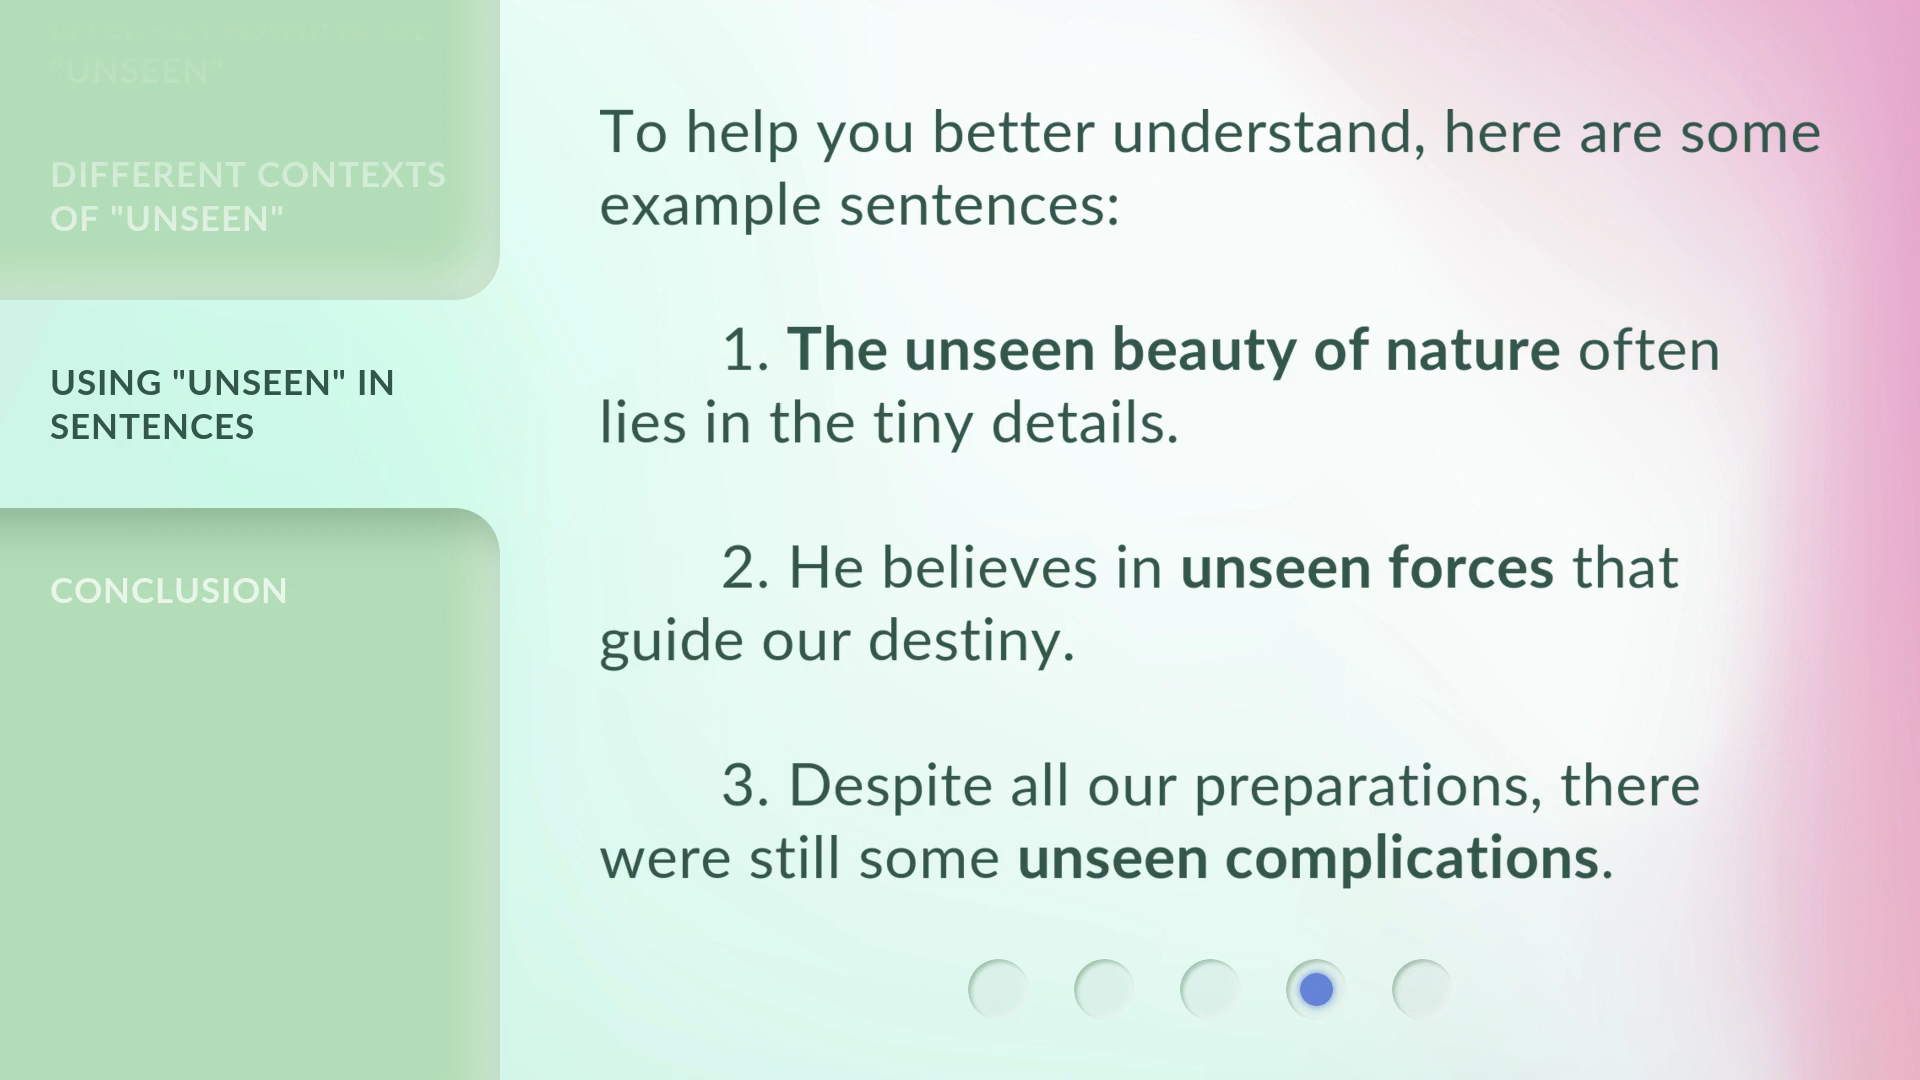 "UNSEEN"
DIFFERENT CONTEXTS
OF "UNSEEN"
USING "UNSEEN" IN
SENTENCES
CONCLUSION
To help you better understand, here are some
example sentences:
1. The unseen beauty of nature often
lies in the tiny details.
2. He believes in unseen forces that
guide our destiny.
3. Despite all our preparations, there
were still some unseen complications.